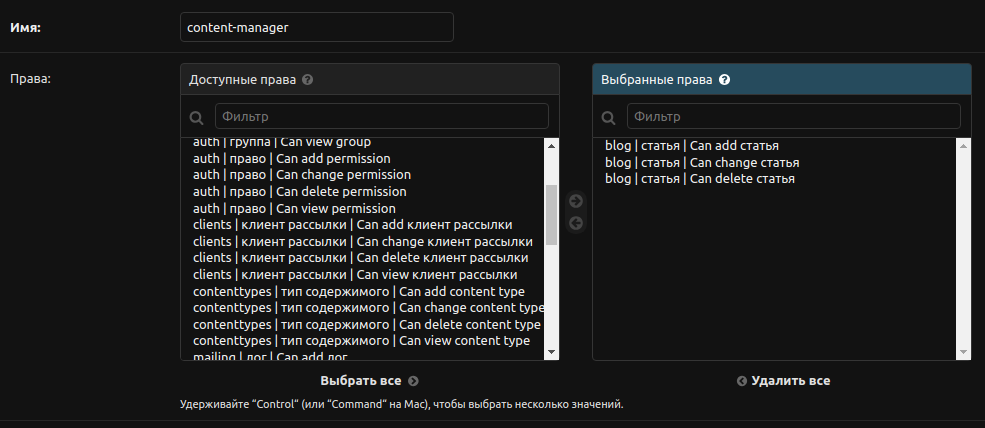 Имя:
content-manager
Права:
Доступные права ?
Выбранные права ?
Фильтр
Фильтр
auth | группа | Can view group
auth | право | Can add permission
auth | право | Can change permission
auth | право | Can delete permission
auth | право | Can view permission
clients | клиент рассылки | Can add клиент рассылки
clients | клиент рассылки | Can change клиент рассылки
clients | клиент рассылки | Can delete клиент рассылки
clients | клиент рассылки | Can view клиент рассылки
contenttypes | тип содержимого | Can add content type
contenttypes | тип содержимого | Can change content type
contenttypes | тип содержимого | Can delete content type
contenttypes | тип содержимого | Can view content type
mailing | лог | Can add лог
blog | статья | Can add статья
blog | статья | Can change статья
blog | статья | Can delete статья
Выбрать все
Удалить все
Удерживайте “Control“ (или “Command“ на Mac), чтобы выбрать несколько значений.